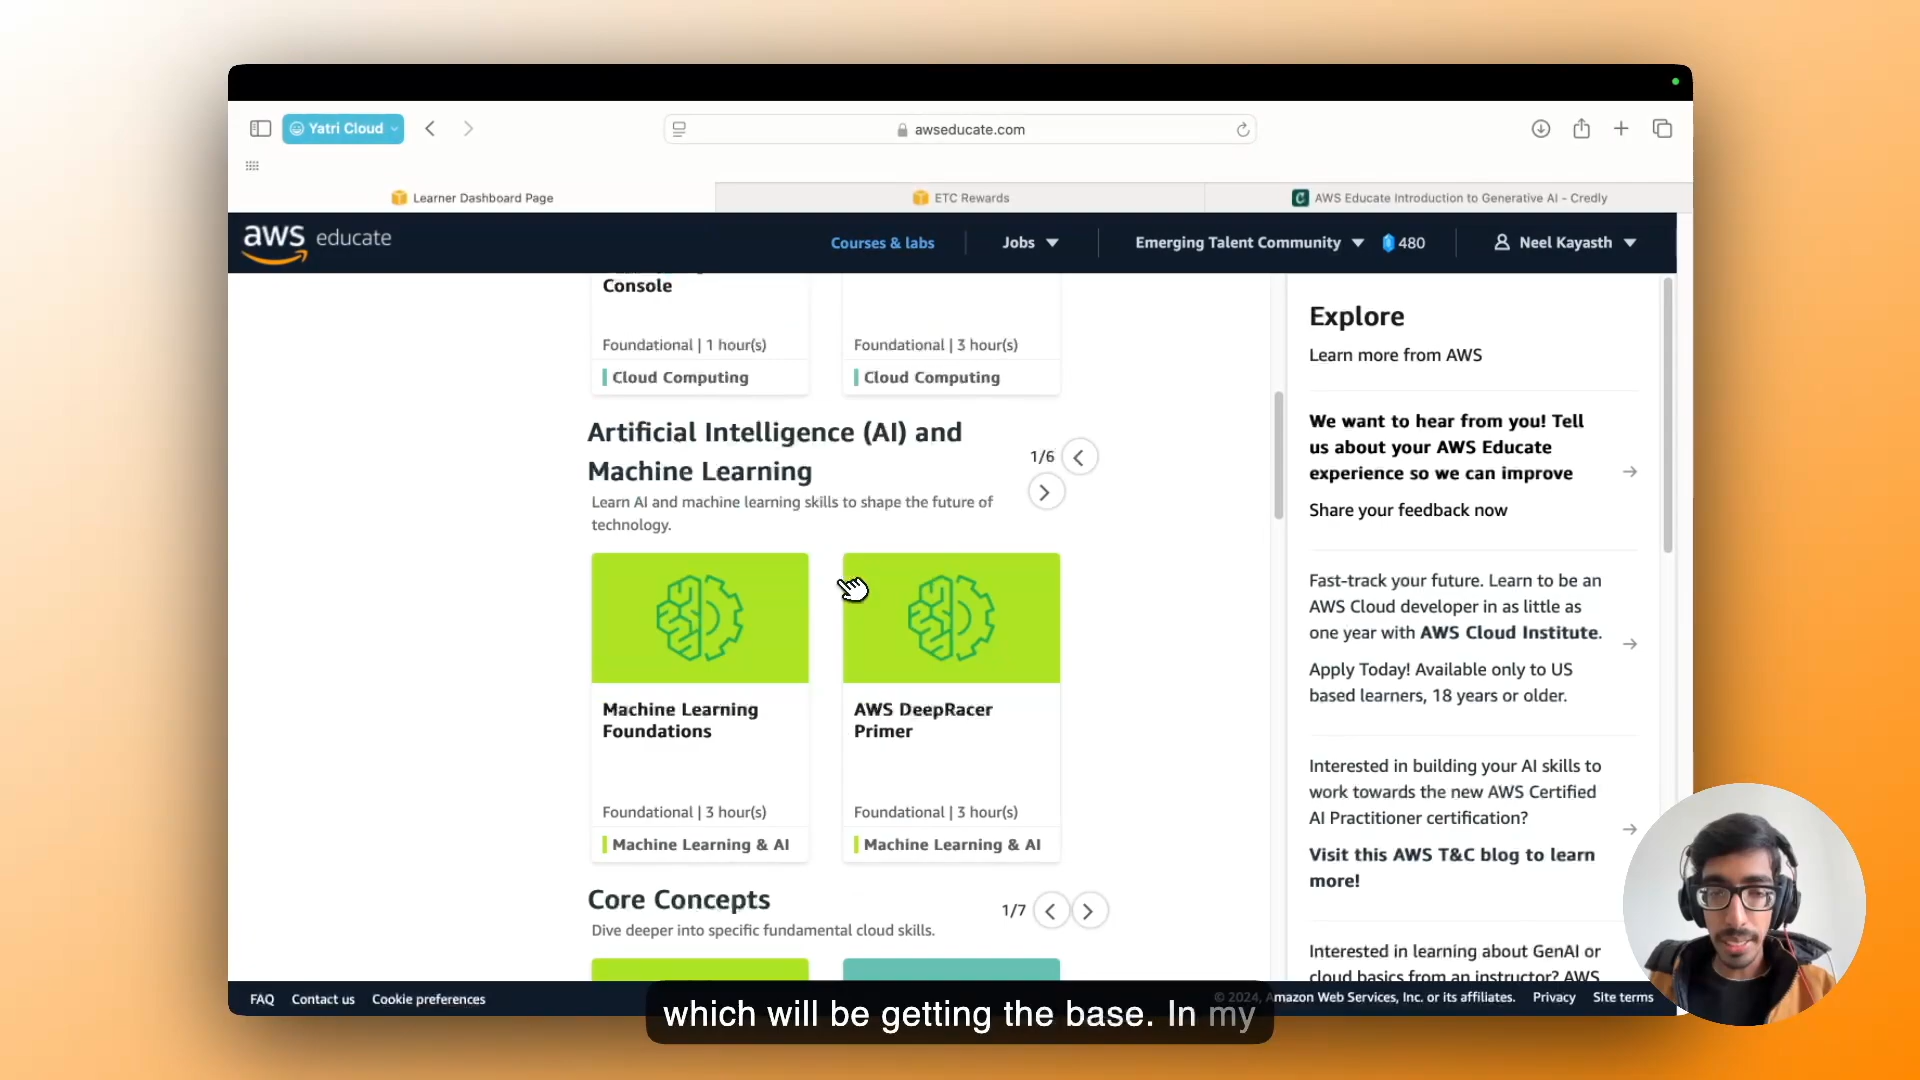 Yatri Cloud
awseducate.com
Learner Dashboard Page
ETC Rewards
AWS Educate Introduction to Generative AI - Credly
aws educate
Courses & labs
Jobs
Emerging Talent Community
480
Neel Kayasth
Console
Foundational | 1 hour(s)
Cloud Computing
Foundational | 3 hour(s)
Cloud Computing
Artificial Intelligence (AI) and
Machine Learning
1/6
Learn AI and machine learning skills to shape the future of
technology.
Machine Learning
Foundations
Foundational | 3 hour(s)
Machine Learning & AI
AWS DeepRacer
Primer
Foundational | 3 hour(s)
Machine Learning & AI
Core Concepts
1/7
Dive deeper into specific fundamental cloud skills.
Explore
Learn more from AWS
We want to hear from you! Tell
us about your AWS Educate
experience so we can improve
Share your feedback now
Fast-track your future. Learn to be an
AWS Cloud developer in as little as
one year with AWS Cloud Institute.
Apply Today! Available only to US
based learners, 18 years or older.
Interested in building your AI skills to
work towards the new AWS Certified
AI Practitioner certification?
Visit this AWS T&C blog to learn
more!
Interested in learning about GenAI or
cloud basics from an instructor? AWS
FAQ
Contact us
Cookie preferences
© 2024, Amazon Web Services, Inc. or its affiliates.
Privacy
Site terms
which will be getting the base. In my